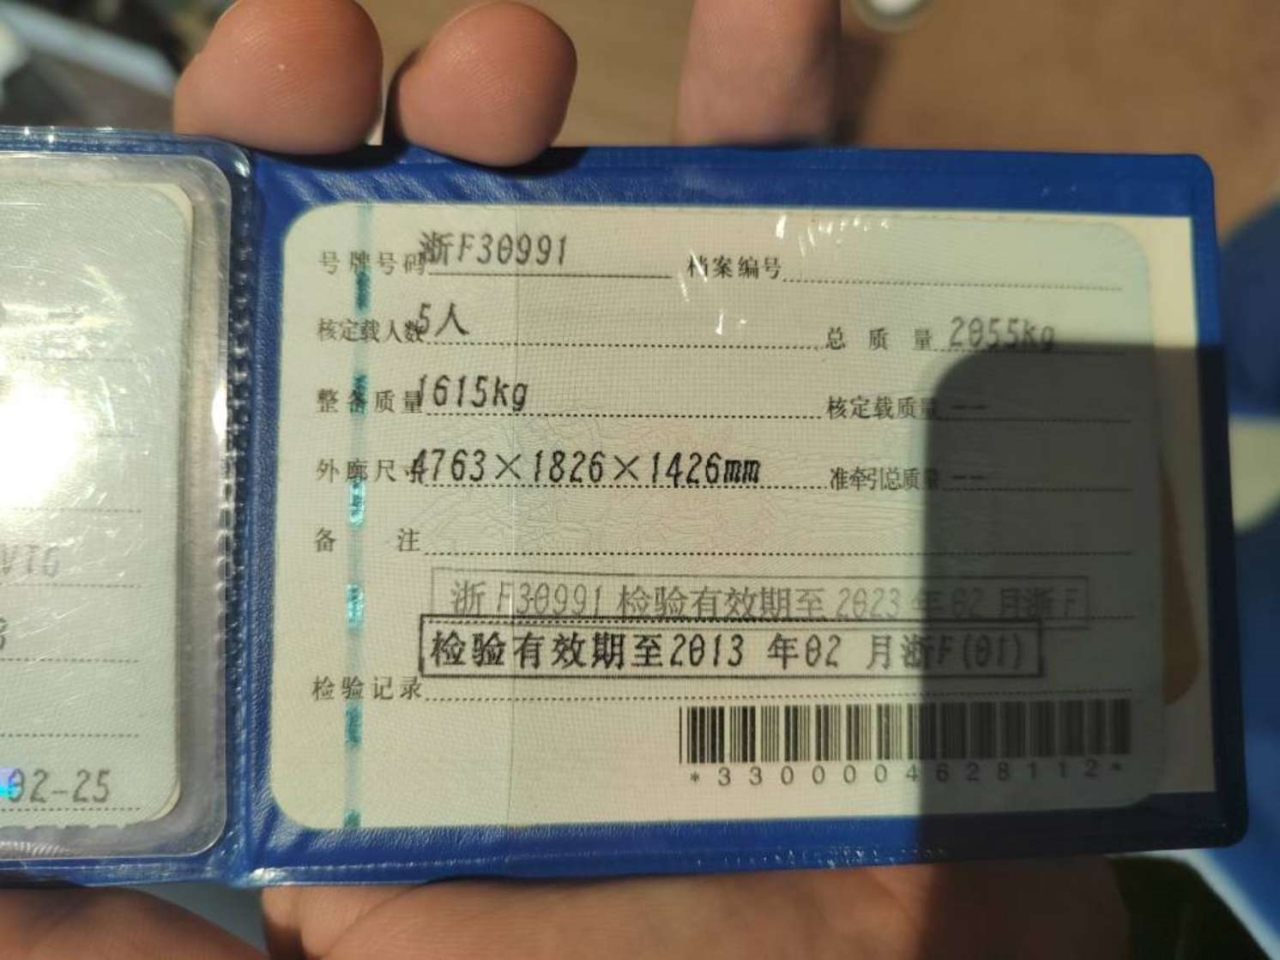 号牌号码 浙F30991 档案编号
核定载人数 5人 总质量 2055kg
整备质量 1615kg 核定载质量 --
外廓尺寸 4763×1826×1426mm 准牵引总质量 --
备注
浙F30991 检验有效期至2023年02月浙F
检验有效期至2013 年02 月浙F(01)
检验记录
*3300004628112*
VTG
02-25